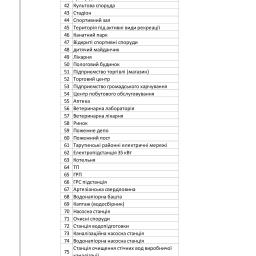 42 Культова споруда
43 Стадіон
44 Спортивний зал
45 Територія під активні види рекреації
46 Канатний парк
47 Відкриті спортивні споруди
48 дитячий майданчик
49 Лікарня
50 Пологовий будинок
51 Підприємство торгівлі (магазин)
52 Торговий центр
53 Підприємство громадського харчування
54 Центр побутового обслуговування
55 Аптека
56 Ветеринарна лабораторія
57 Ветеринарна лікарня
58 Ринок
59 Пожежне депо
60 Пожежний пост
61 Тарутинські районні електричні мережі
62 Електропідстанція 35 кВт
63 Котельня
64 ТП
65 ГРП
66 ГРС підстанція
67 Артезіанська свердловина
68 Водонапірна башта
69 Каптаж (водосбірник)
70 Насосна станція
71 Очисні споруди
72 Станція водопідготовки
73 Каналізаційна насосна станція
74 Водонапірна насосна станція
75 Станція очищення стічних вод виробничої
каналізації